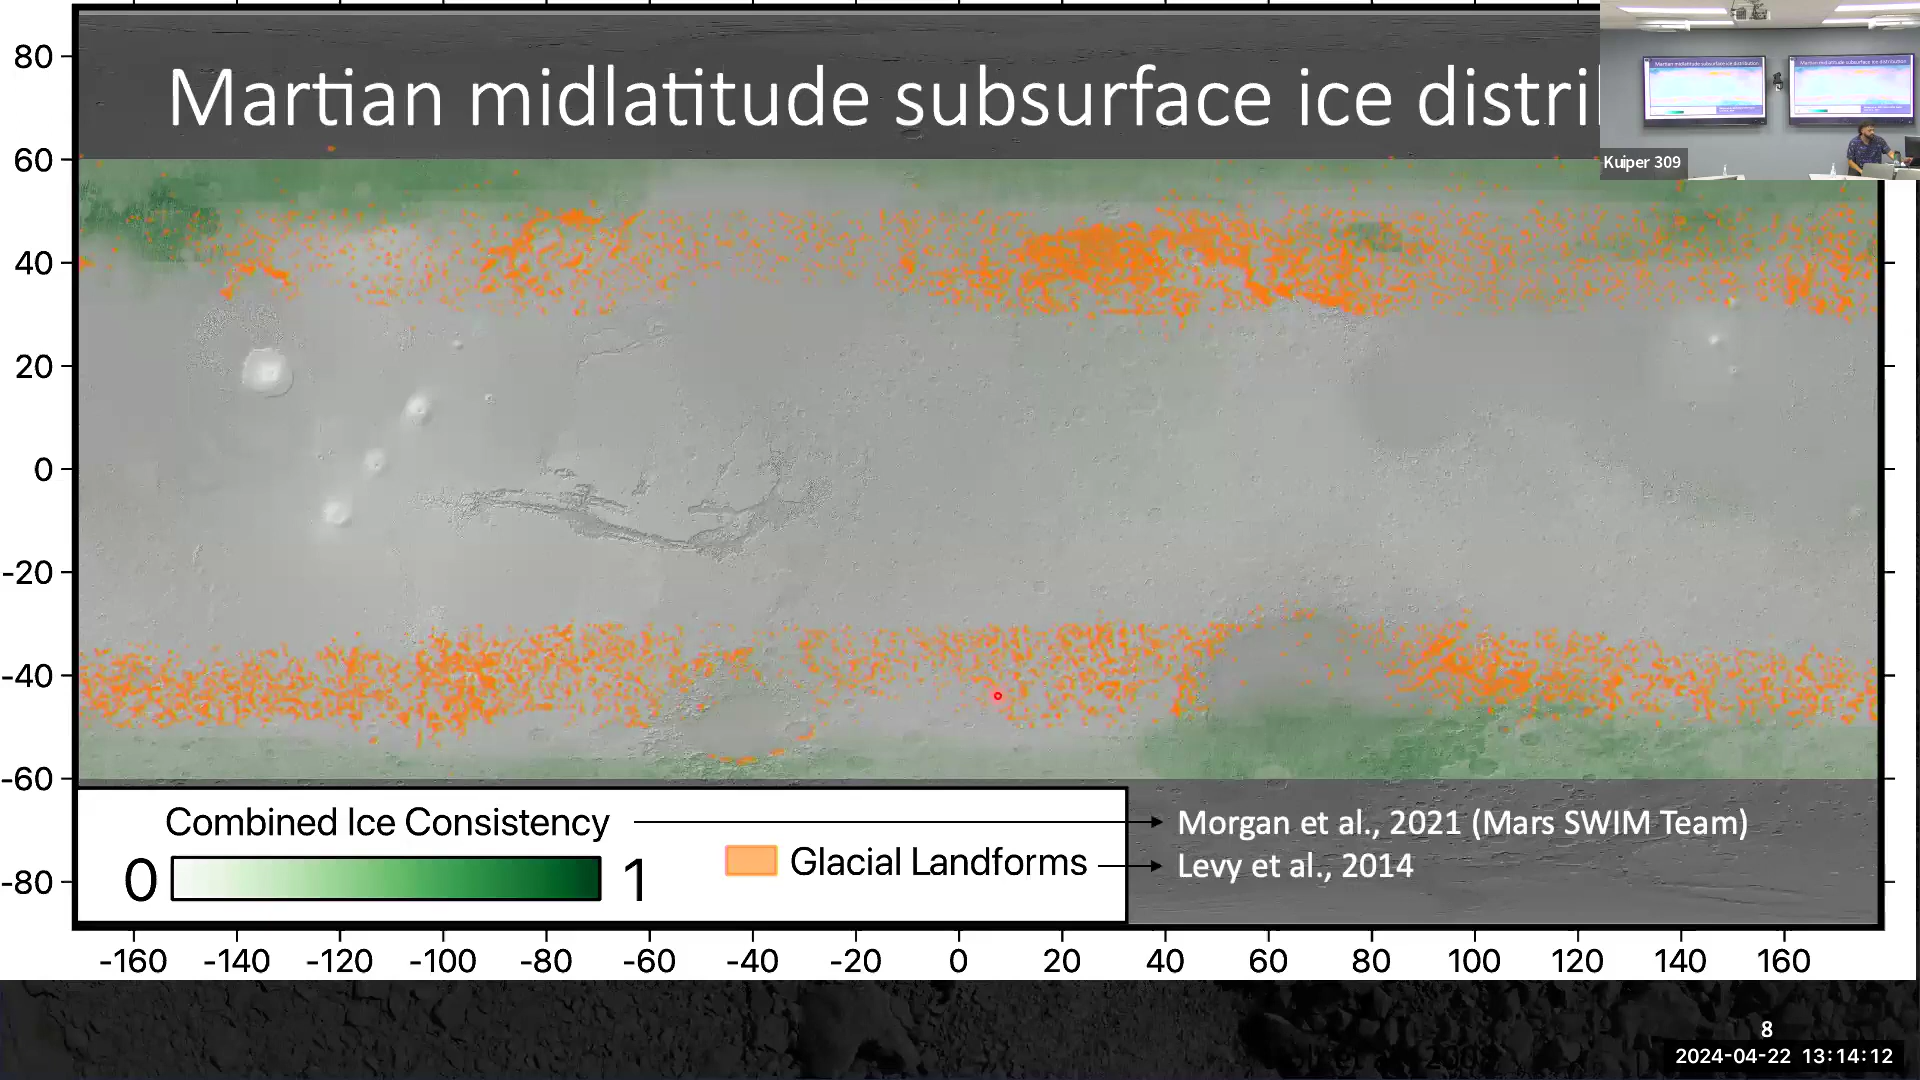 Martian midlatitude subsurface ice distri
Kuiper 309
80
60
40
20
0
-20
-40
-60
-80
Combined Ice Consistency
0 1
Glacial Landforms
Morgan et al., 2021 (Mars SWIM Team)
Levy et al., 2014
-160 -140 -120 -100 -80 -60 -40 -20 0 20 40 60 80 100 120 140 160
8
2024-04-22 13:14:12